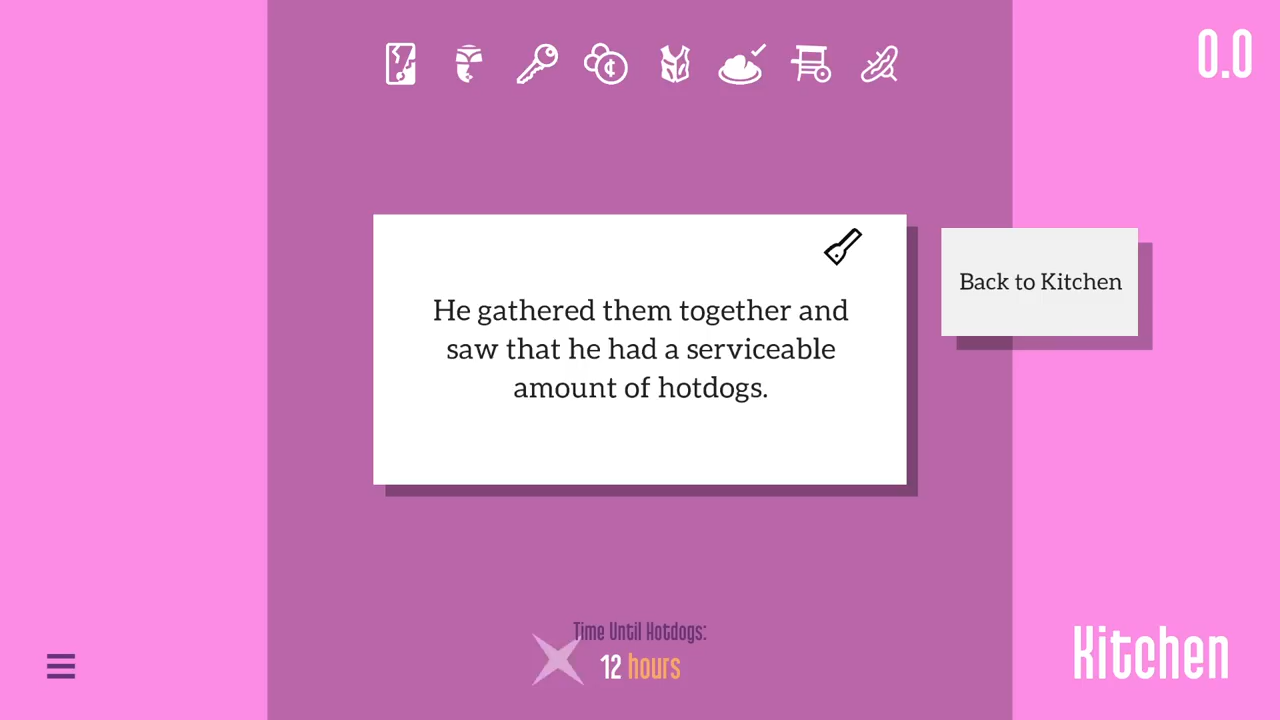 0.0
He gathered them together and
saw that he had a serviceable
amount of hotdogs.
Back to Kitchen
Time Until Hotdogs:
12 hours
Kitchen